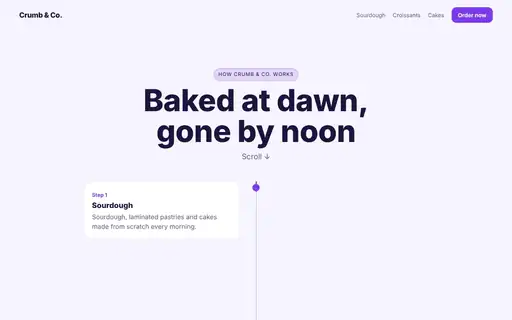 Crumb & Co.
Sourdough
Croissants
Cakes
Order now
HOW CRUMB & CO. WORKS
Baked at dawn,
gone by noon
Scroll ↓
Step 1
Sourdough
Sourdough, laminated pastries and cakes
made from scratch every morning.